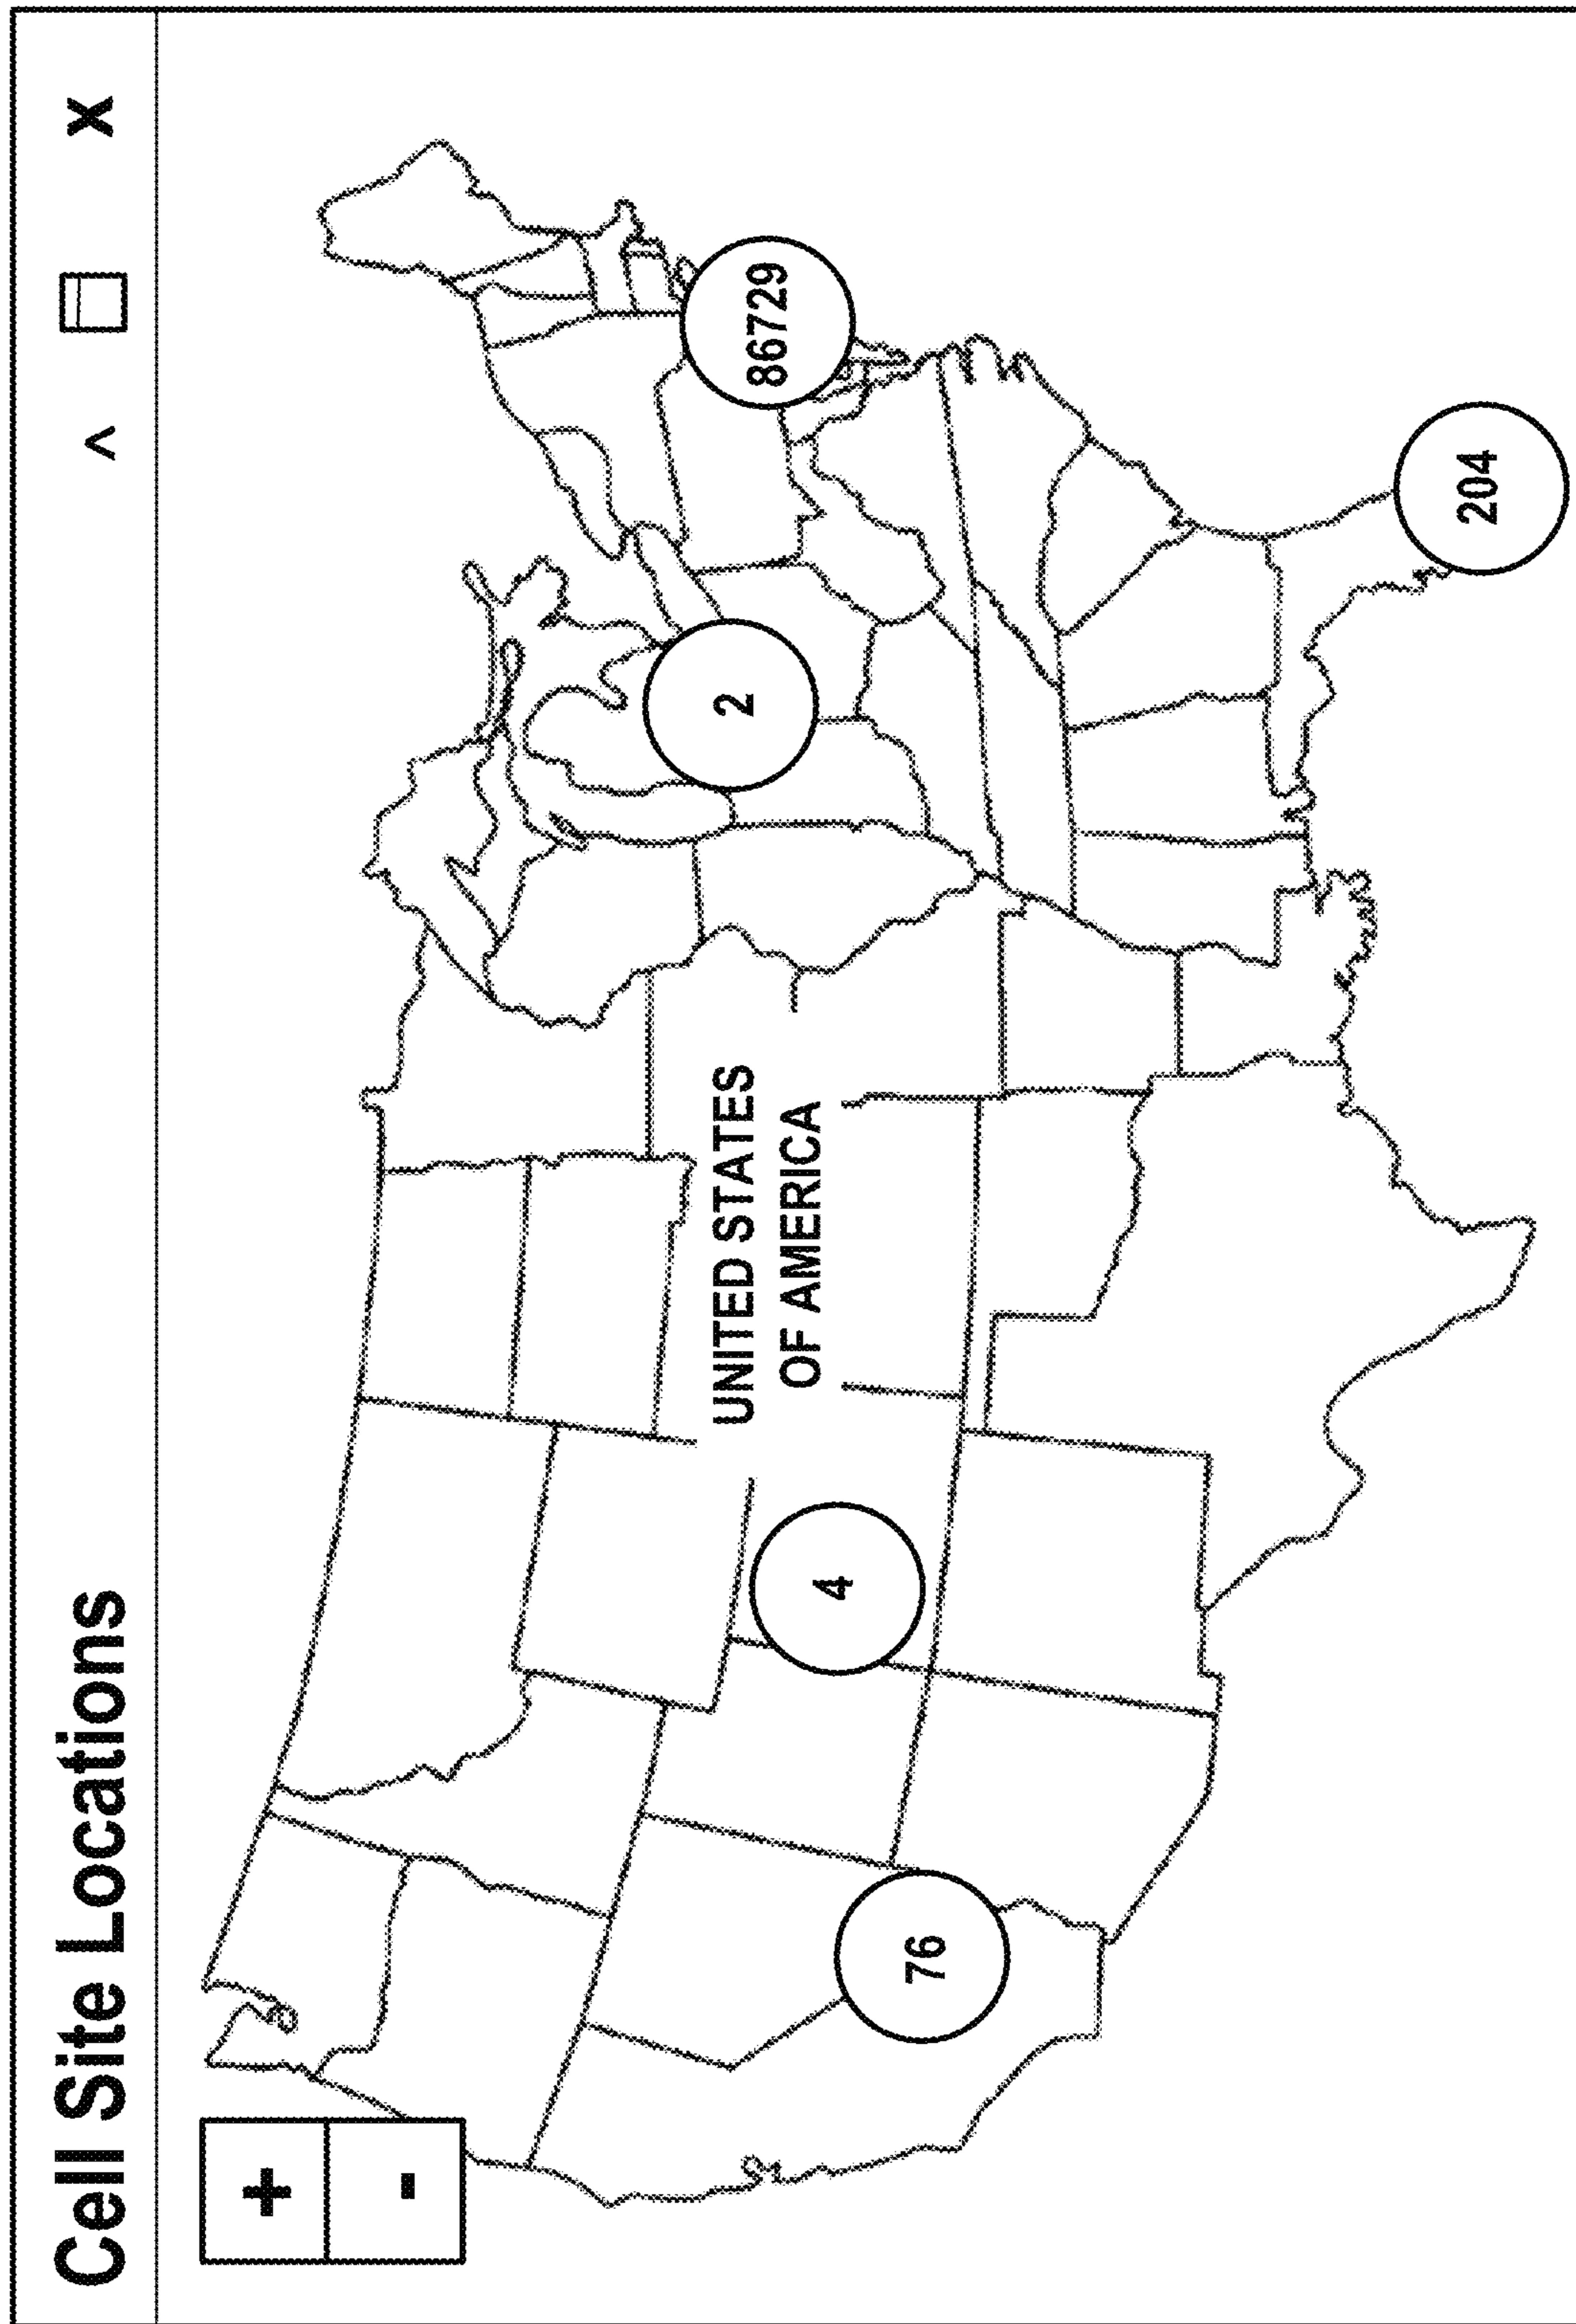 Cell Site Locations ^ X
+
-
86729
2
UNITED STATES
OF AMERICA
4
76
204